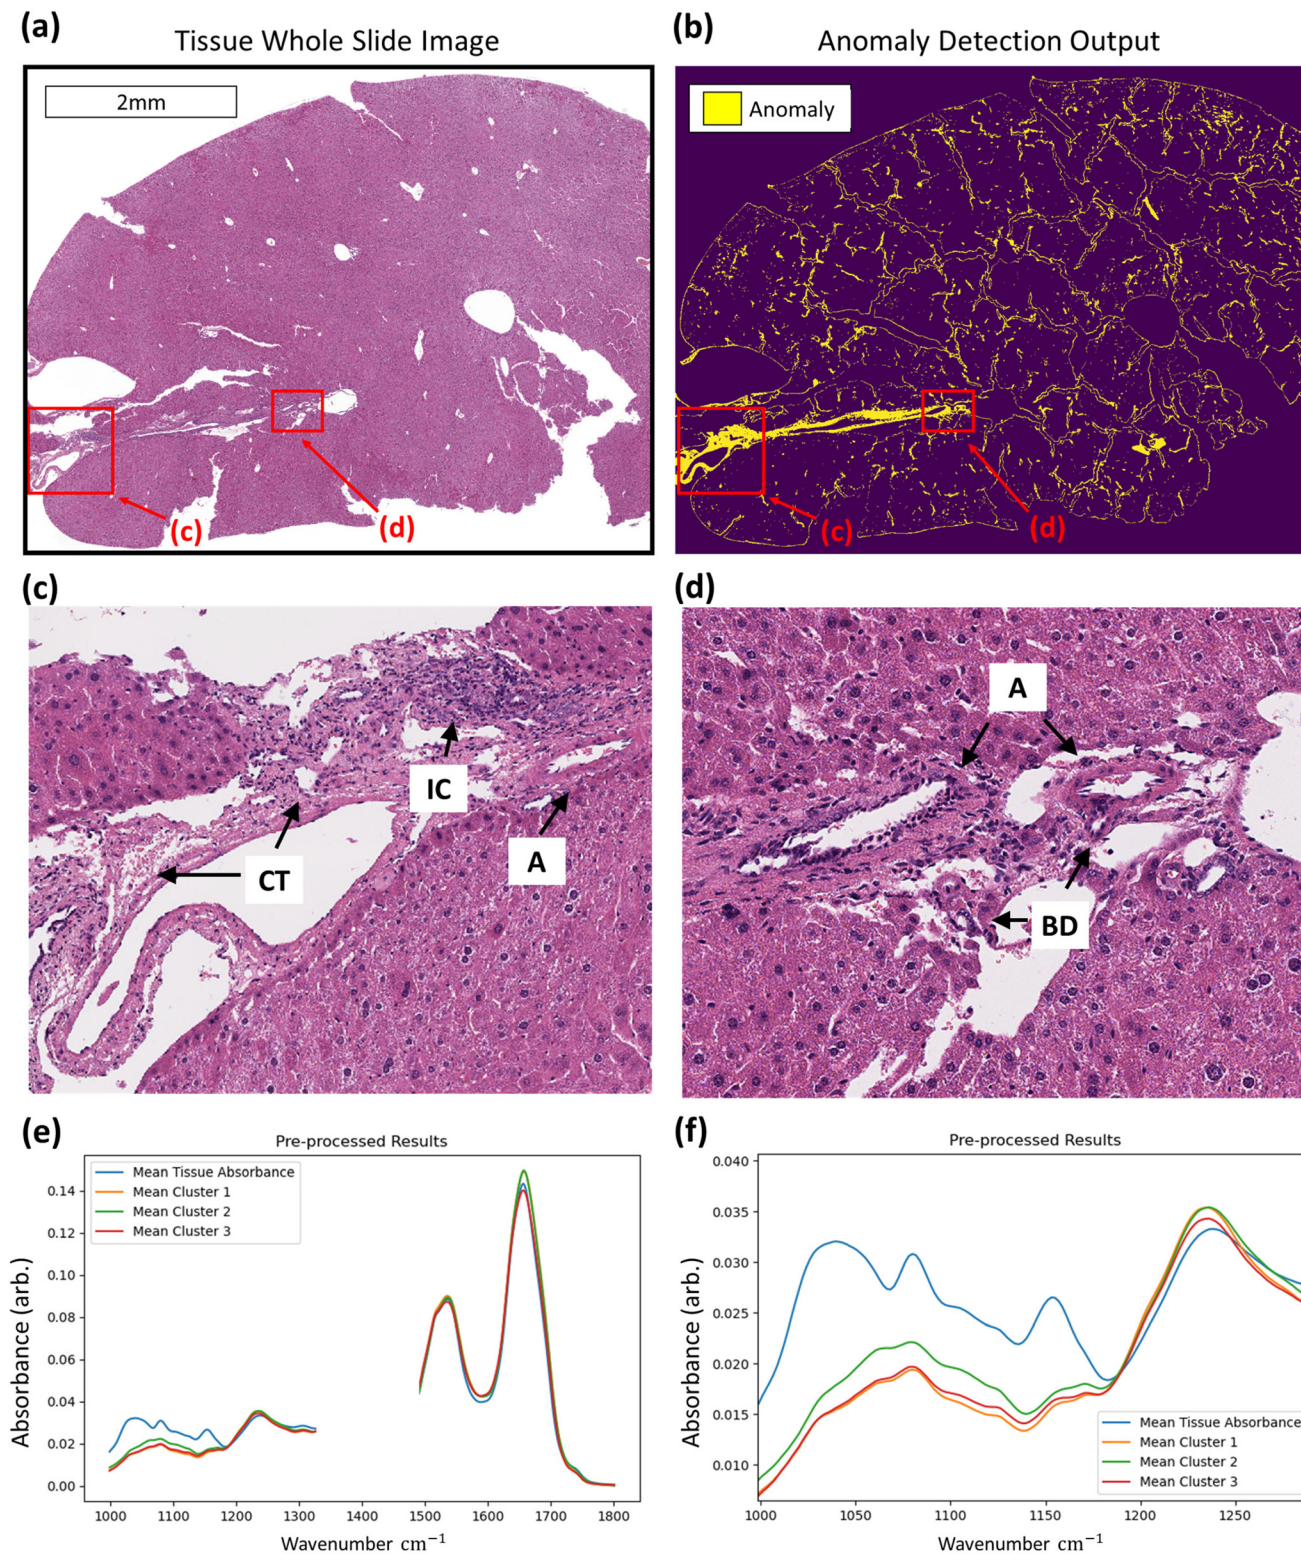 (a)
Tissue Whole Slide Image
2mm
(c)
(d)
(b)
Anomaly Detection Output
Anomaly
(c)
(d)
(c)
IC
CT
A
(d)
A
BD
(e)
Pre-processed Results
Mean Tissue Absorbance
Mean Cluster 1
Mean Cluster 2
Mean Cluster 3
Absorbance (arb.)
0.14
0.12
0.10
0.08
0.06
0.04
0.02
0.00
1000 1100 1200 1300 1400 1500 1600 1700 1800
Wavenumber cm⁻¹
(f)
Pre-processed Results
Absorbance (arb.)
0.040
0.035
0.030
0.025
0.020
0.015
0.010
Mean Tissue Absorbance
Mean Cluster 1
Mean Cluster 2
Mean Cluster 3
1000 1050 1100 1150 1200 1250
Wavenumber cm⁻¹